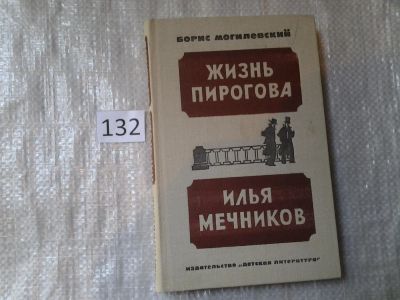 БОРИС МОГИЛЕВСКИЙ
ЖИЗНЬ
ПИРОГОВА
132
ИЛЬЯ
МЕЧНИКОВ
ИЗДАТЕЛЬСТВО „ДЕТСКАЯ ЛИТЕРАТУРА"